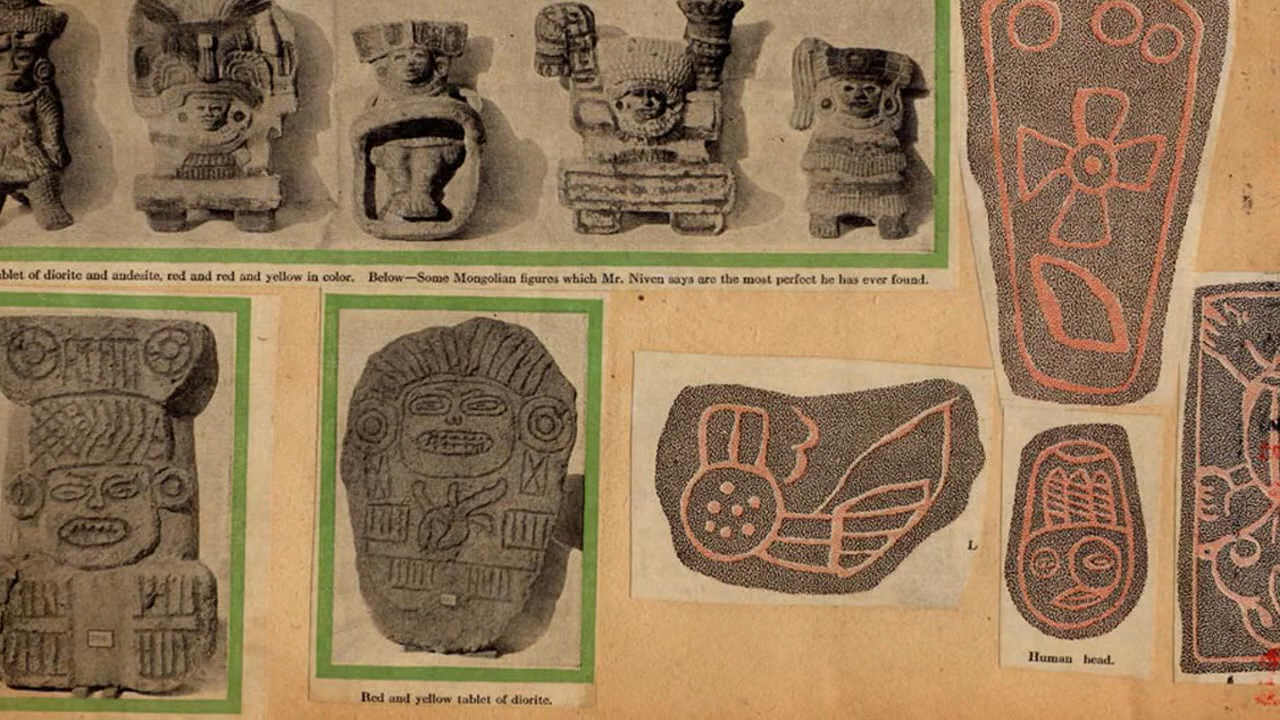 ablet of diorite and andesite, red and red and yellow in color. Below—Some Mongolian figures which Mr. Niven says are the most perfect he has ever found.
L
Human head.
Red and yellow tablet of diorite.